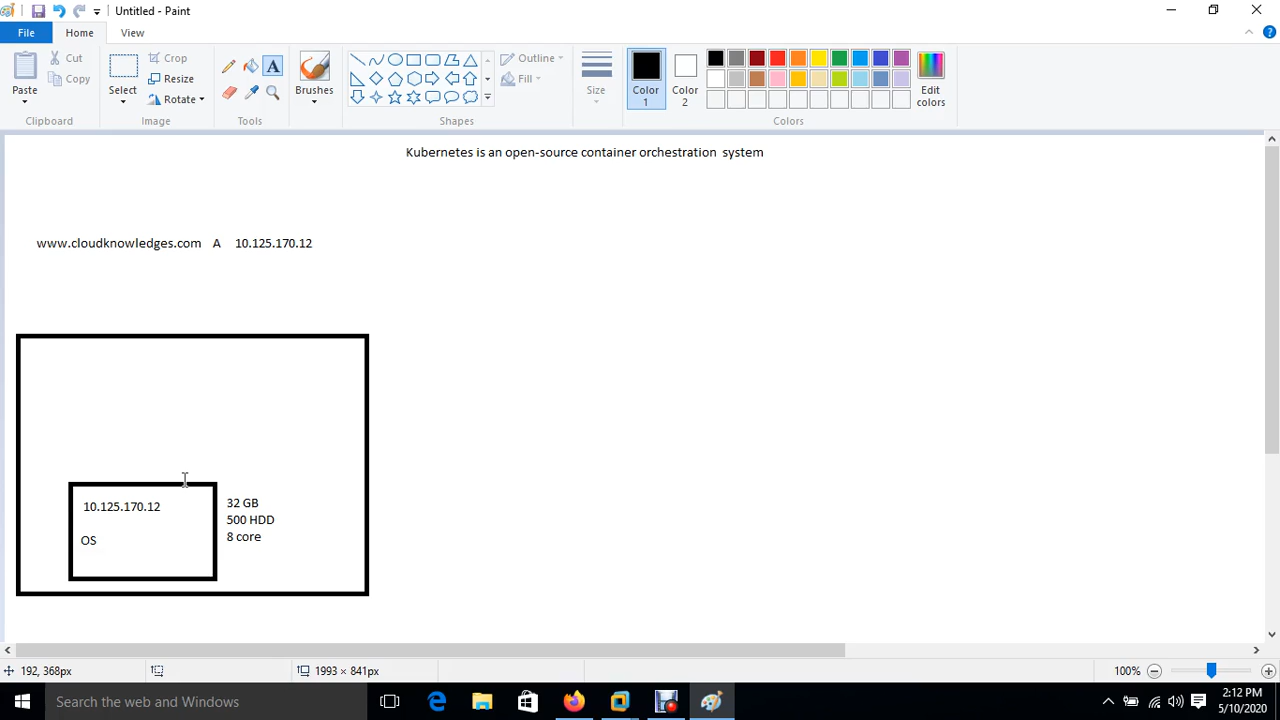 Untitled - Paint
File Home View
Paste
Cut
Copy
Clipboard
Select
Crop
Resize
Rotate
Image
A
Tools
Brushes
Shapes
Outline
Fill
Size
Color 1
Color 2
Edit colors
Colors
Kubernetes is an open-source container orchestration system
www.cloudknowledges.com A 10.125.170.12
10.125.170.12
OS
32 GB
500 HDD
8 core
192, 368px
1993 × 841px
100%
Search the web and Windows
2:12 PM
5/10/2020